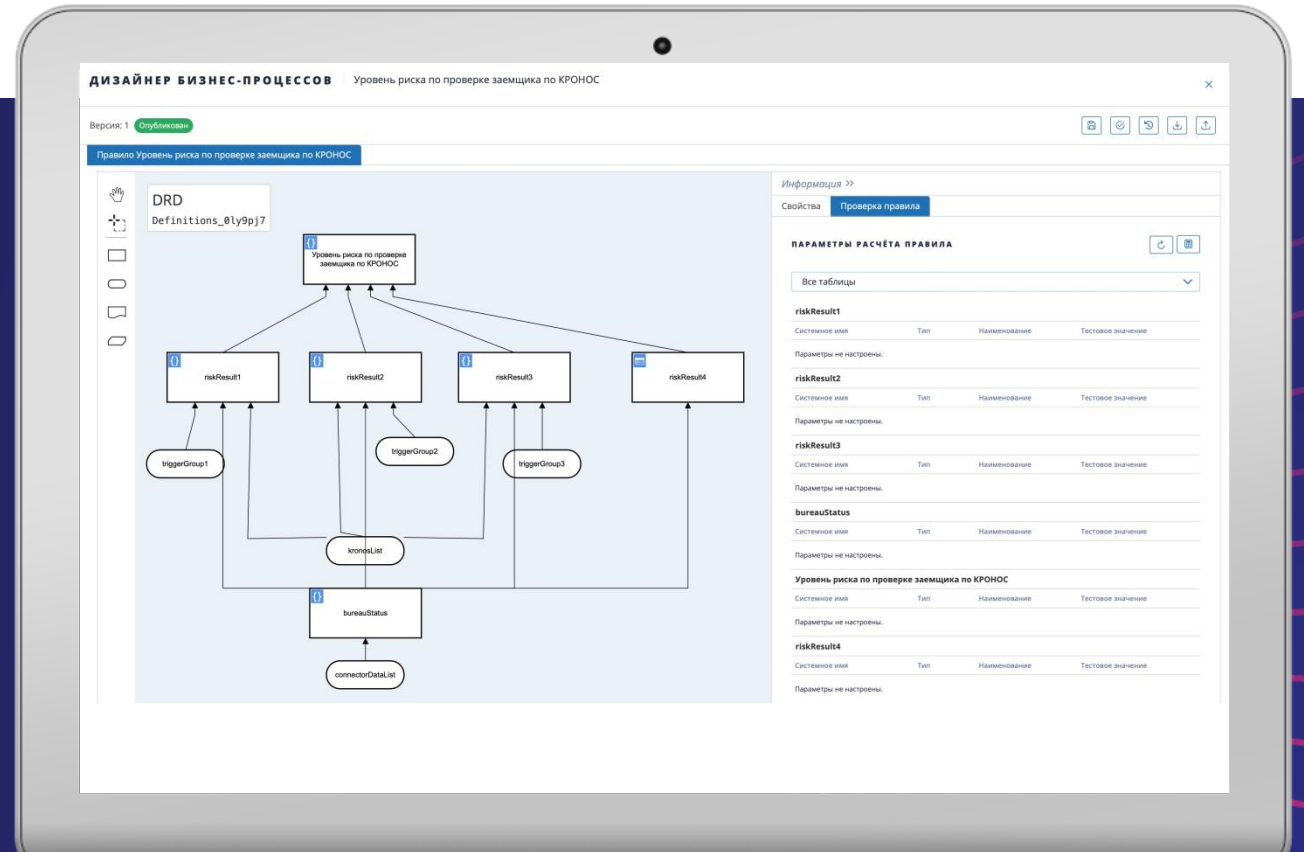 ДИЗАЙНЕР БИЗНЕС-ПРОЦЕССОВ Уровень риска по проверке заемщика по КРОНОС
Версия: 1 Опубликован
Правило Уровень риска по проверке заемщика по КРОНОС
DRD
Definitions_0ly9pj7
Уровень риска по проверке
заемщика по КРОНОС
riskResult1 riskResult2 riskResult3 riskResult4
triggerGroup1 triggerGroup2 triggerGroup3
kronosList
bureauStatus
connectorDataList
Информация >>
Свойства Проверка правила
ПАРАМЕТРЫ РАСЧЁТА ПРАВИЛА
Все таблицы
riskResult1
Системное имя Тип Наименование Тестовое значение
Параметры не настроены.
riskResult2
Системное имя Тип Наименование Тестовое значение
Параметры не настроены.
riskResult3
Системное имя Тип Наименование Тестовое значение
Параметры не настроены.
bureauStatus
Системное имя Тип Наименование Тестовое значение
Параметры не настроены.
Уровень риска по проверке заемщика по КРОНОС
Системное имя Тип Наименование Тестовое значение
Параметры не настроены.
riskResult4
Системное имя Тип Наименование Тестовое значение
Параметры не настроены.